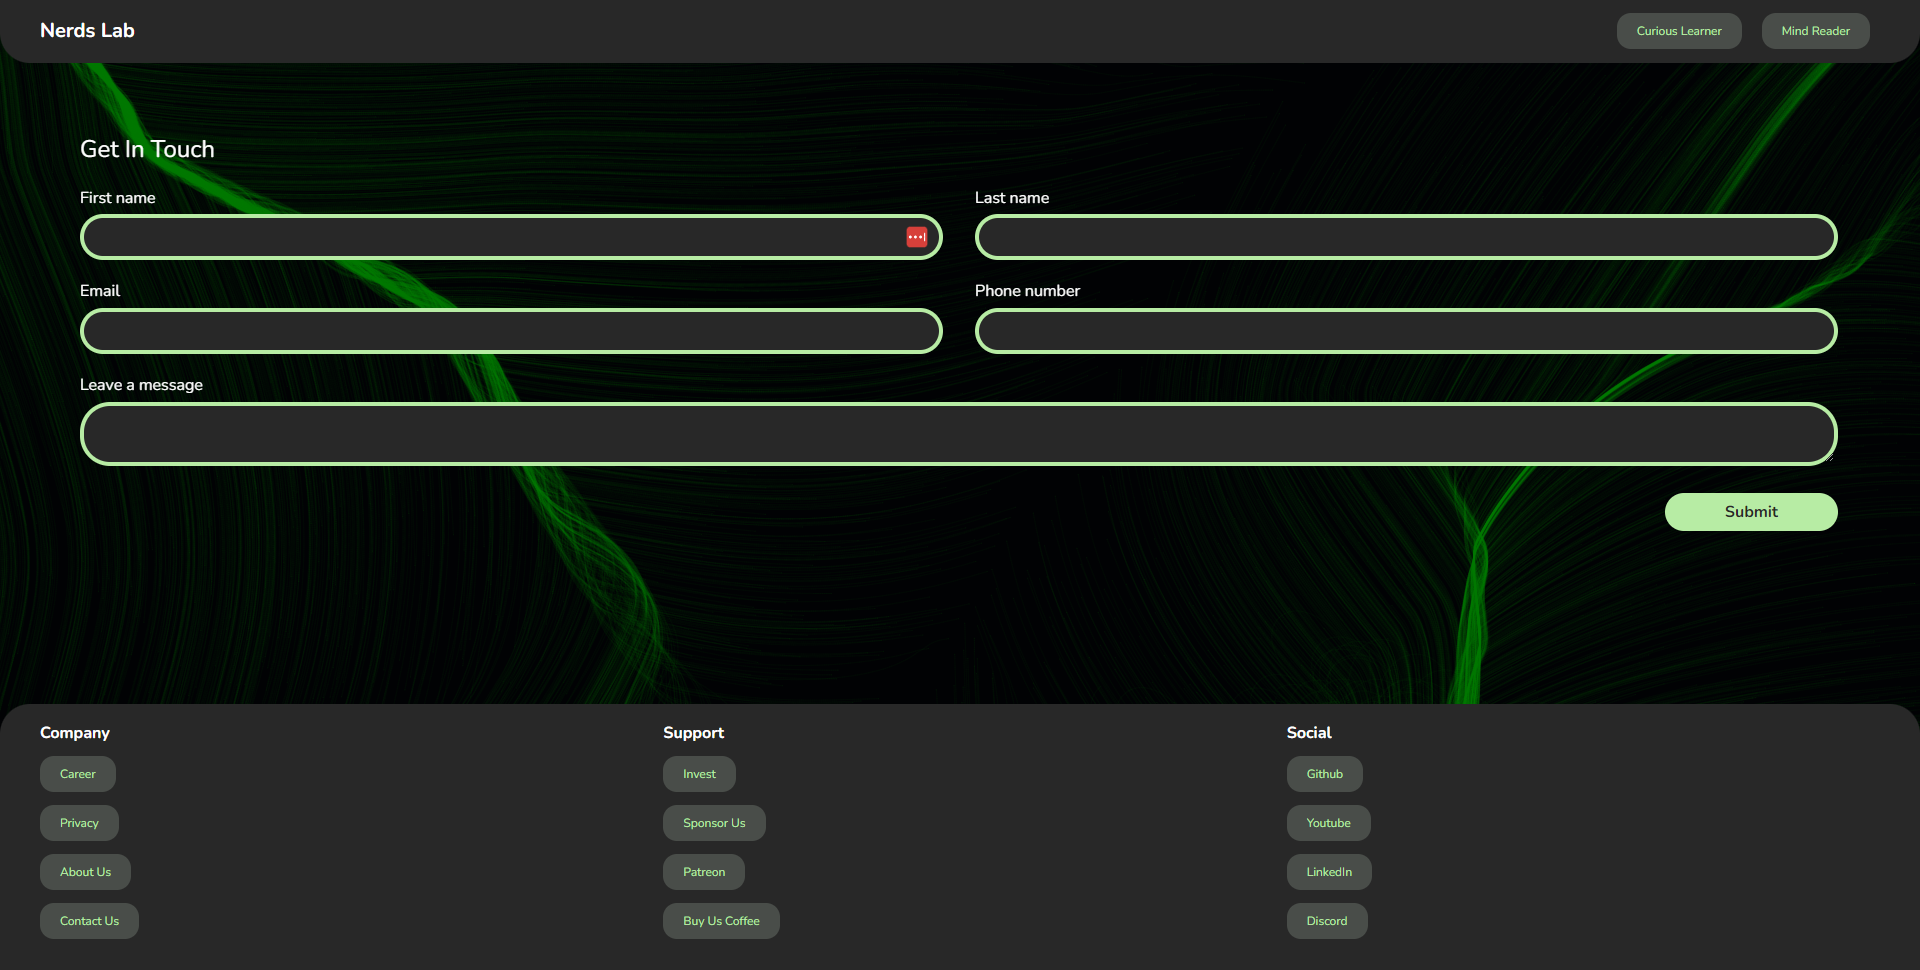 Nerds Lab
Curious Learner
Mind Reader
Get In Touch
First name
Last name
Email
Phone number
Leave a message
Submit
Company
Career
Privacy
About Us
Contact Us
Support
Invest
Sponsor Us
Patreon
Buy Us Coffee
Social
Github
Youtube
LinkedIn
Discord